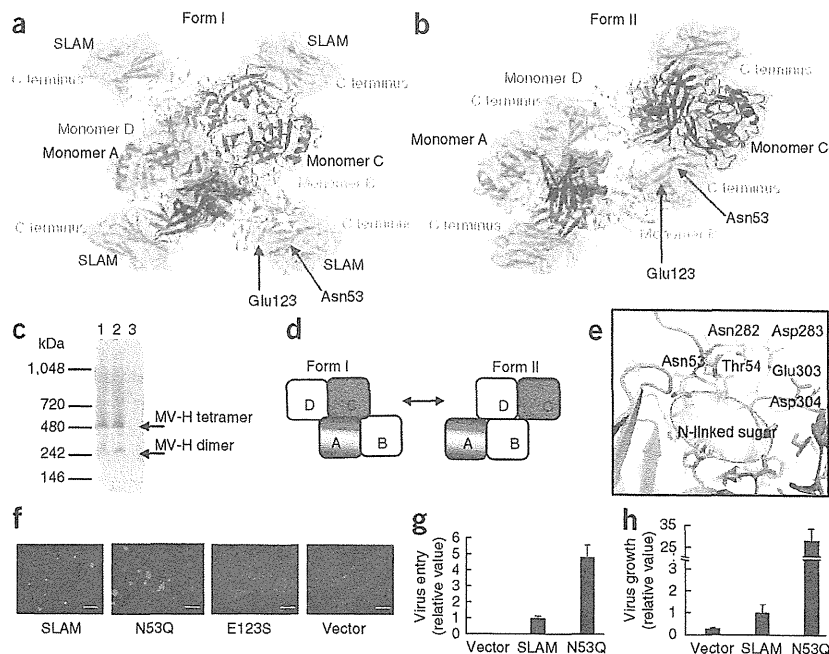 a
Form I
SLAM
SLAM
C terminus
C terminus
Monomer D
Monomer A
Monomer C
C terminus
C terminus
SLAM
SLAM
Glu123
Asn53
b
Form II
C terminus
Monomer D
C terminus
Monomer A
Monomer C
C terminus
Asn53
C terminus
Glu123
c
1 2 3
kDa
1,048
720
480
242
146
MV-H tetramer
MV-H dimer
d
Form I
D
C
A
B
Form II
D
C
A
B
e
Asn282
Asp283
Asn53
Thr54
Glu303
Asp304
N-linked sugar
f
SLAM
N53Q
E123S
Vector
g
Virus entry
(relative value)
6
5
4
3
2
1
0
Vector
SLAM
N53Q
h
Virus growth
(relative value)
35
25
3
2
1
0
Vector
SLAM
N53Q